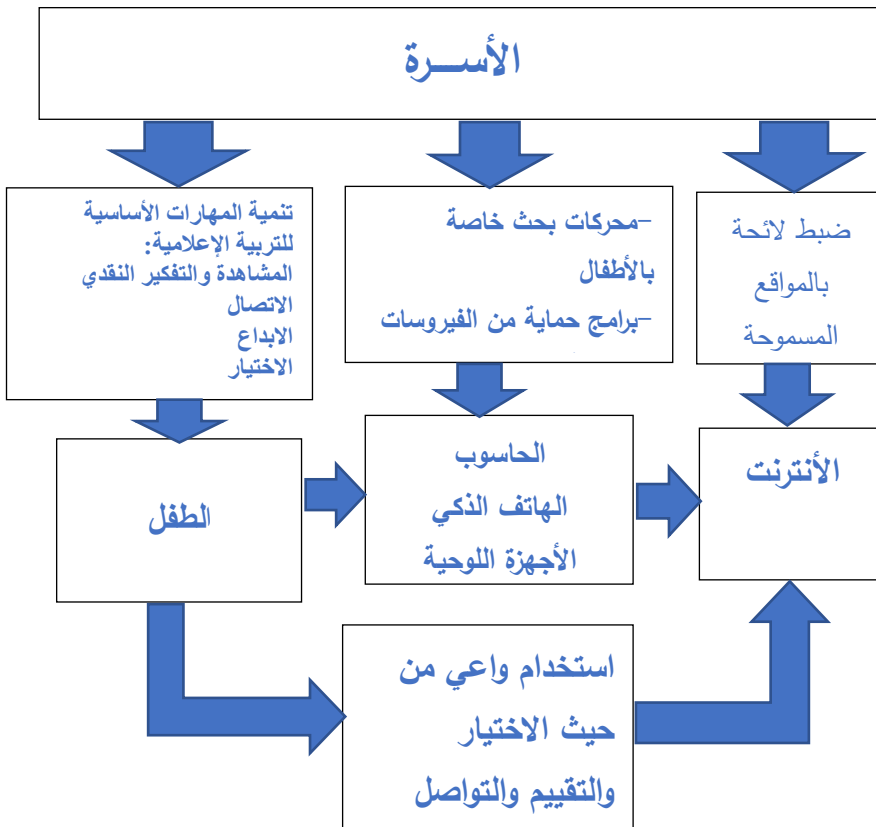 الأســـرة
ضبط لائحة
بالمواقع
المسموحة
-محركات بحث خاصة
بالأطفال
-برامج حماية من الفيروسات
تنمية المهارات الأساسية
للتربية الإعلامية:
المشاهدة والتفكير النقدي
الاتصال
الابداع
الاختيار
الأنترنت
الحاسوب
الهاتف الذكي
الأجهزة اللوحية
الطفل
استخدام واعي من
حيث الاختيار
والتقييم والتواصل